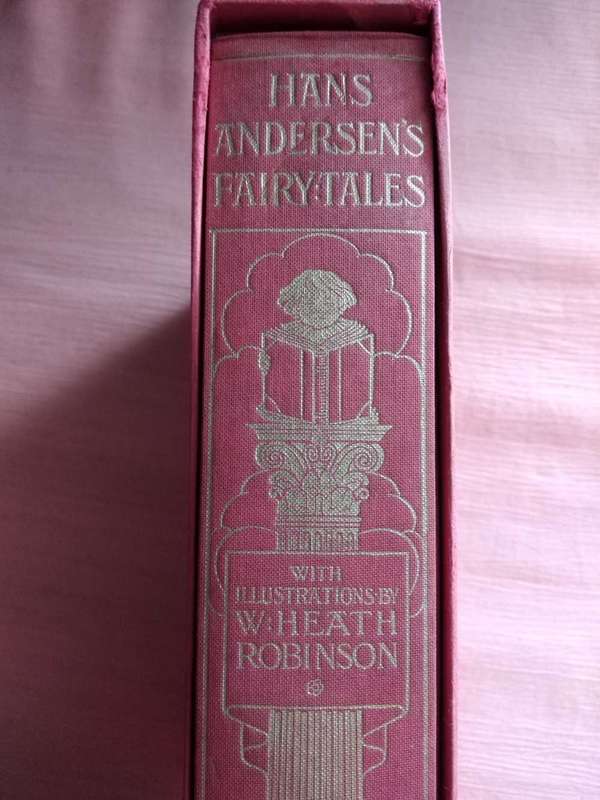 HANS
ANDERSEN'S
FAIRY:TALES
WITH
ILLUSTRATIONS·BY
W:HEATH
ROBINSON